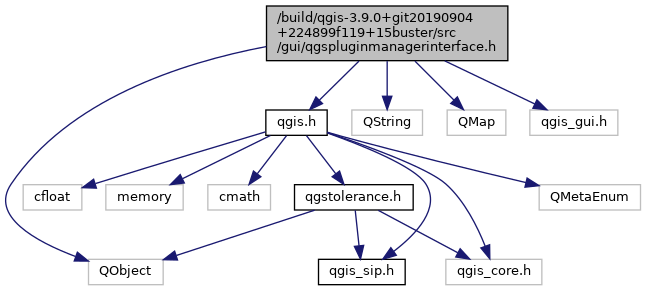 /build/qgis-3.9.0+git20190904
+224899f119+15buster/src
/gui/qgspluginmanagerinterface.h
qgis.h
QString
QMap
qgis_gui.h
cfloat
memory
cmath
qgstolerance.h
QMetaEnum
QObject
qgis_sip.h
qgis_core.h